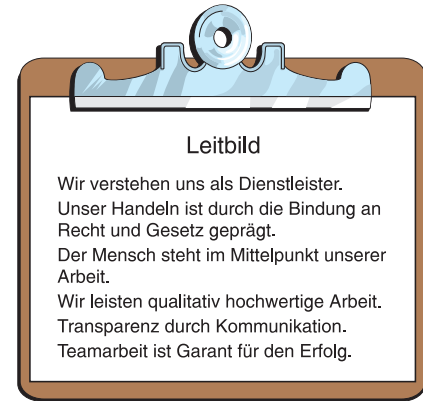 Leitbild
Wir verstehen uns als Dienstleister.
Unser Handeln ist durch die Bindung an
Recht und Gesetz geprägt.
Der Mensch steht im Mittelpunkt unserer
Arbeit.
Wir leisten qualitativ hochwertige Arbeit.
Transparenz durch Kommunikation.
Teamarbeit ist Garant für den Erfolg.